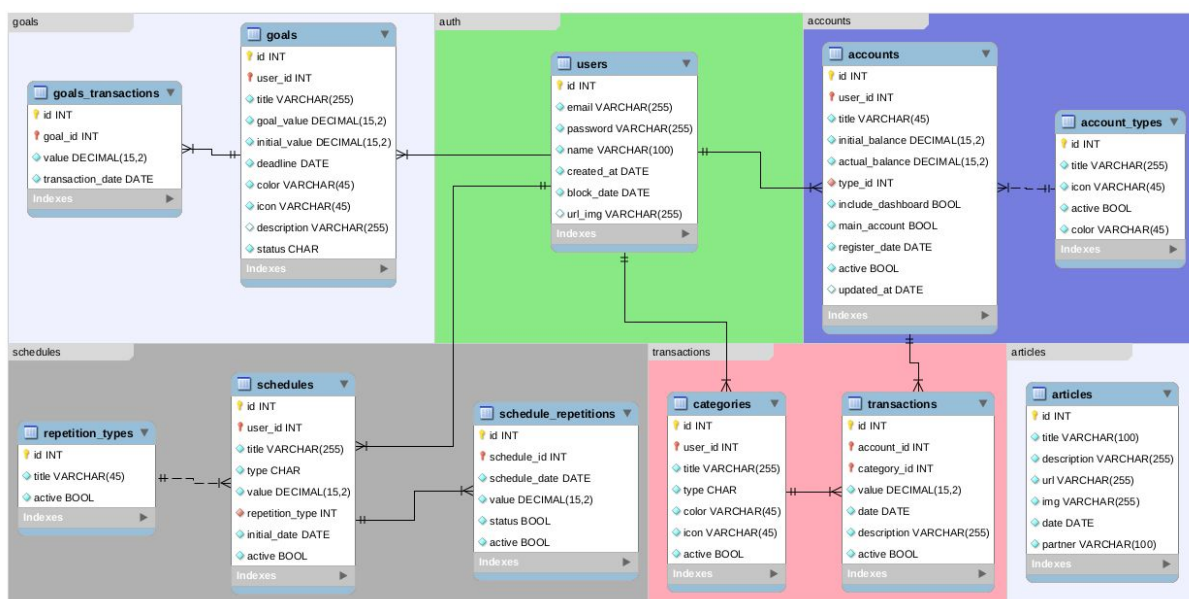 goals
goals
id INT
user_id INT
title VARCHAR(255)
goal_value DECIMAL(15,2)
initial_value DECIMAL(15,2)
deadline DATE
color VARCHAR(45)
icon VARCHAR(45)
description VARCHAR(255)
status CHAR
Indexes
goals_transactions
id INT
goal_id INT
value DECIMAL(15,2)
transaction_date DATE
Indexes
auth
users
id INT
email VARCHAR(255)
password VARCHAR(255)
name VARCHAR(100)
created_at DATE
block_date DATE
url_img VARCHAR(255)
Indexes
accounts
accounts
id INT
user_id INT
title VARCHAR(45)
initial_balance DECIMAL(15,2)
actual_balance DECIMAL(15,2)
type_id INT
include_dashboard BOOL
main_account BOOL
register_date DATE
active BOOL
updated_at DATE
Indexes
account_types
id INT
title VARCHAR(255)
icon VARCHAR(45)
active BOOL
color VARCHAR(45)
Indexes
schedules
repetition_types
id INT
title VARCHAR(45)
active BOOL
Indexes
schedules
id INT
user_id INT
title VARCHAR(255)
type CHAR
value DECIMAL(15,2)
repetition_type INT
initial_date DATE
active BOOL
Indexes
schedule_repetitions
id INT
schedule_id INT
schedule_date DATE
value DECIMAL(15,2)
status BOOL
active BOOL
Indexes
transactions
categories
id INT
user_id INT
title VARCHAR(255)
type CHAR
color VARCHAR(45)
icon VARCHAR(45)
active BOOL
Indexes
transactions
id INT
account_id INT
category_id INT
value DECIMAL(15,2)
date DATE
description VARCHAR(255)
active BOOL
Indexes
articles
articles
id INT
title VARCHAR(100)
description VARCHAR(255)
url VARCHAR(255)
img VARCHAR(255)
date DATE
partner VARCHAR(100)
Indexes